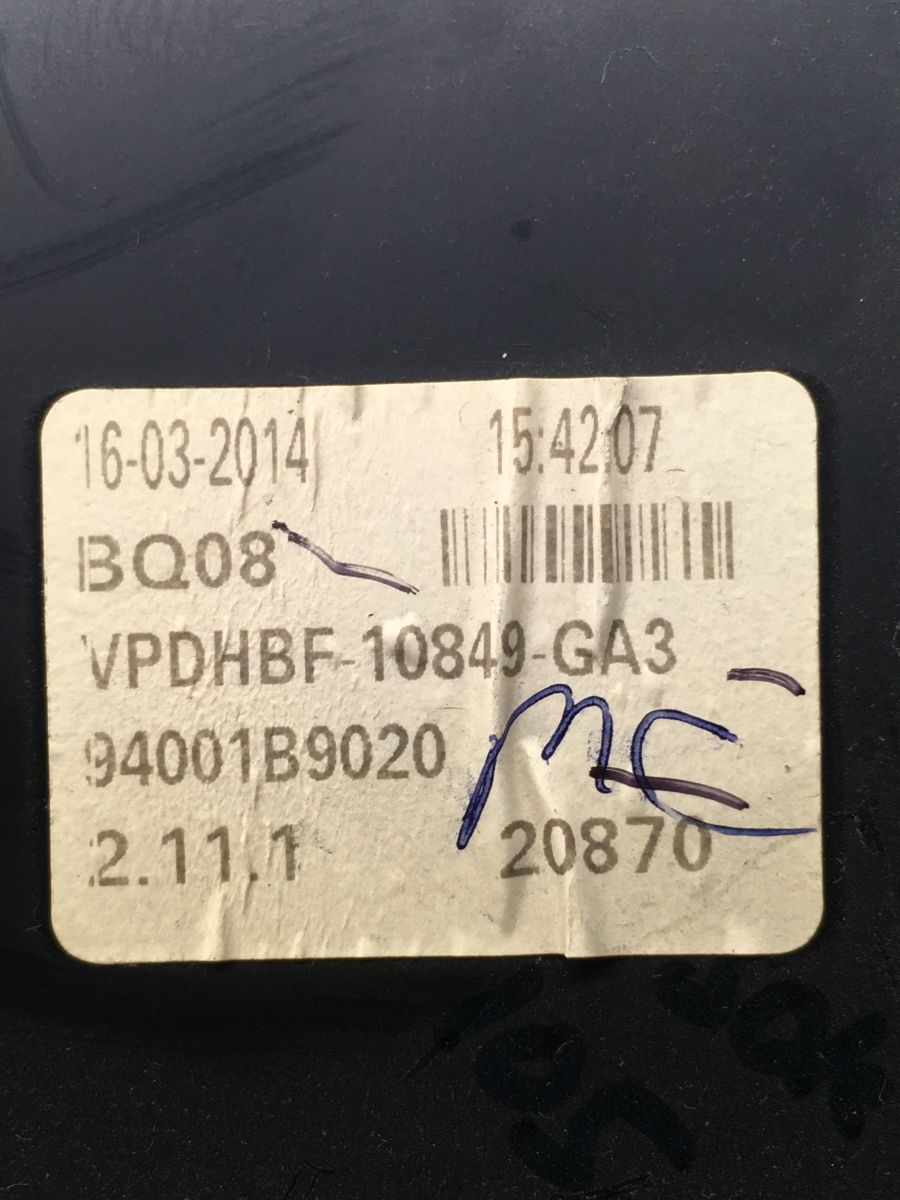 16-03-2014 15:42:07
BQ08
VPDHBF-10849-GA3
94001B9020
2.11.1 20870